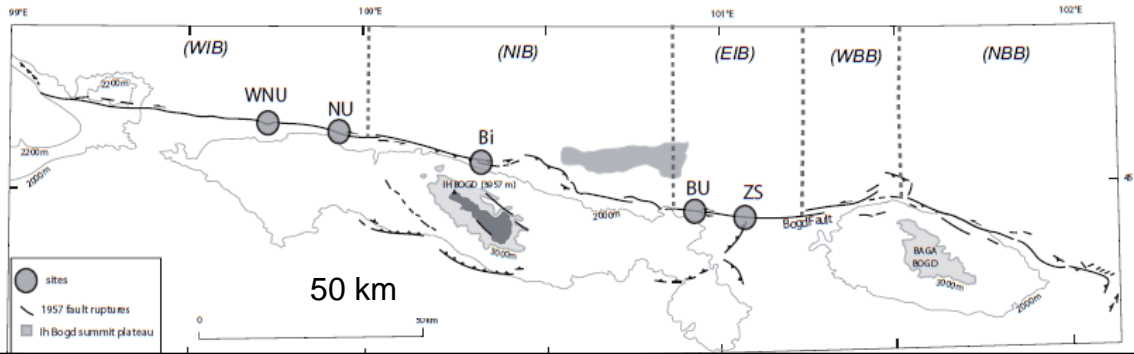 99°E 100°E 101°E 102°E
(WIB) (NIB) (EIB) (WBB) (NBB)
2200m
WNU NU Bi
2200m
2000m
45
IH BOGD (3957 m)
BU ZS
2000m
Bogd Fault
3000m
BAGA
BOGD
3000m
2000m
sites
1957 fault ruptures
Ih Bogd summit plateau
50 km
0 50 km